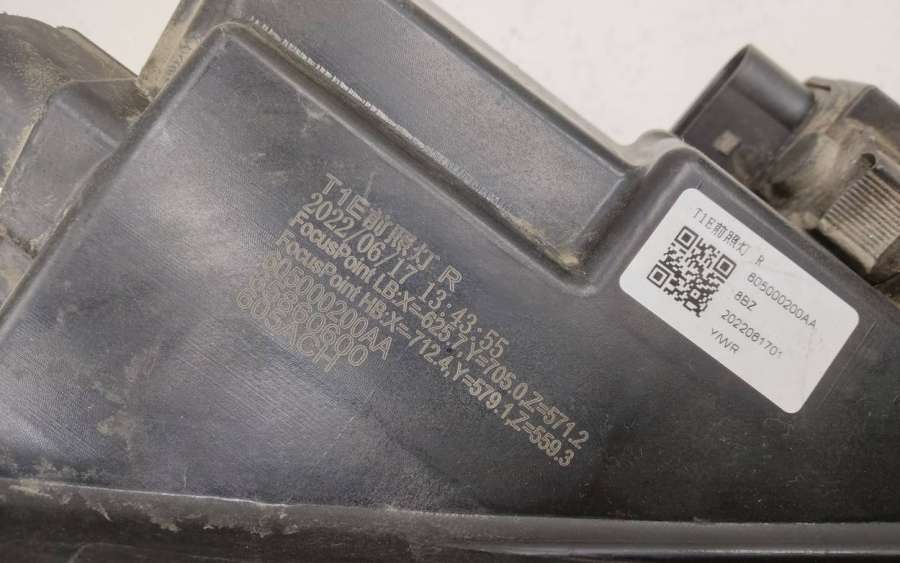 T1E前照灯 R
2022/06/17 13:43:55
FocusPoint LB:X=625.7,Y=705.0,Z=571.2
FocusPoint HB:X=-712.4,Y=579.1,Z=559.3
605000200AA
T1E前照灯 R
605000200AA
8BZ
2022081701